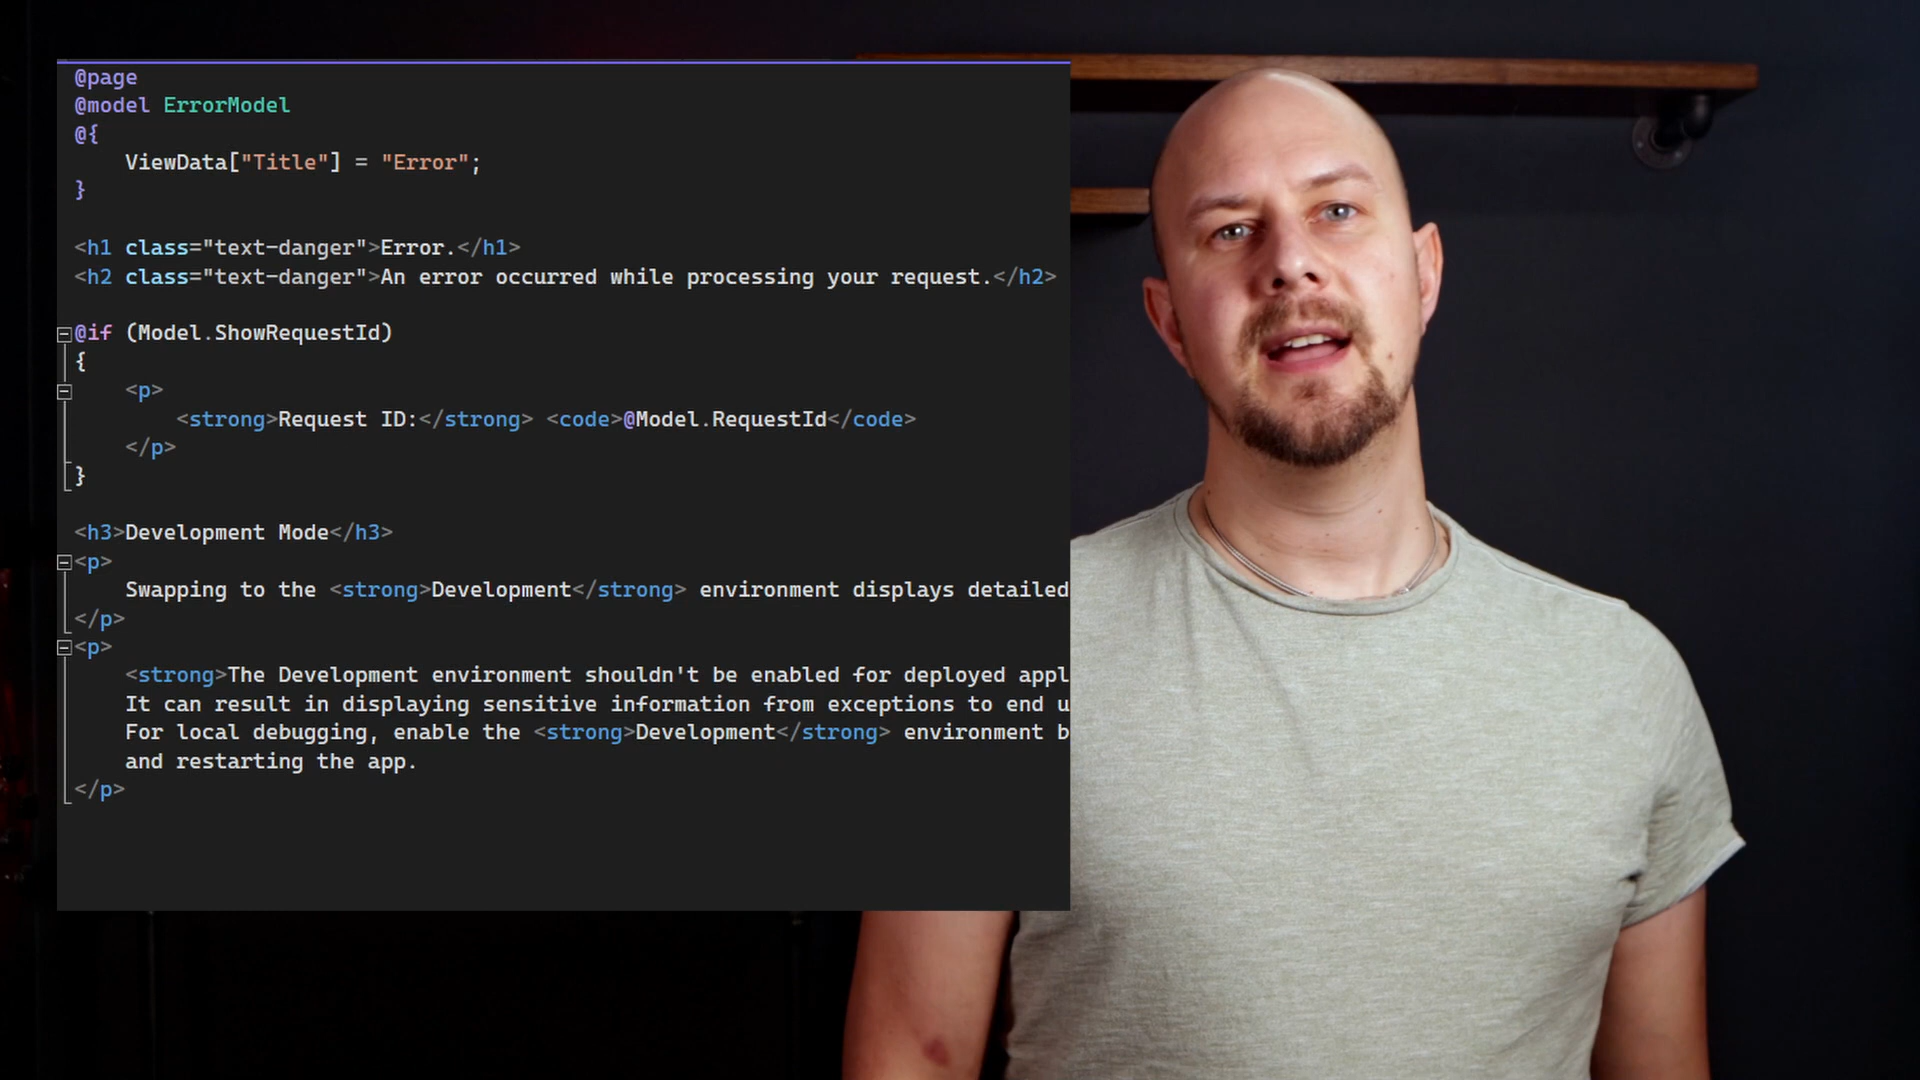 @page
@model ErrorModel
@{
ViewData["Title"] = "Error";
}
<h1 class="text-danger">Error.</h1>
<h2 class="text-danger">An error occurred while processing your request.</h2>
@if (Model.ShowRequestId)
{
<p>
<strong>Request ID:</strong> <code>@Model.RequestId</code>
</p>
}
<h3>Development Mode</h3>
<p>
Swapping to the <strong>Development</strong> environment displays detailed
</p>
<p>
<strong>The Development environment shouldn't be enabled for deployed appl
It can result in displaying sensitive information from exceptions to end u
For local debugging, enable the <strong>Development</strong> environment b
and restarting the app.
</p>